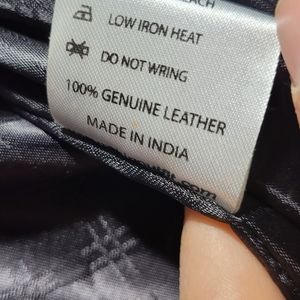 LOW IRON HEAT
DO NOT WRING
100% GENUINE LEATHER
MADE IN INDIA